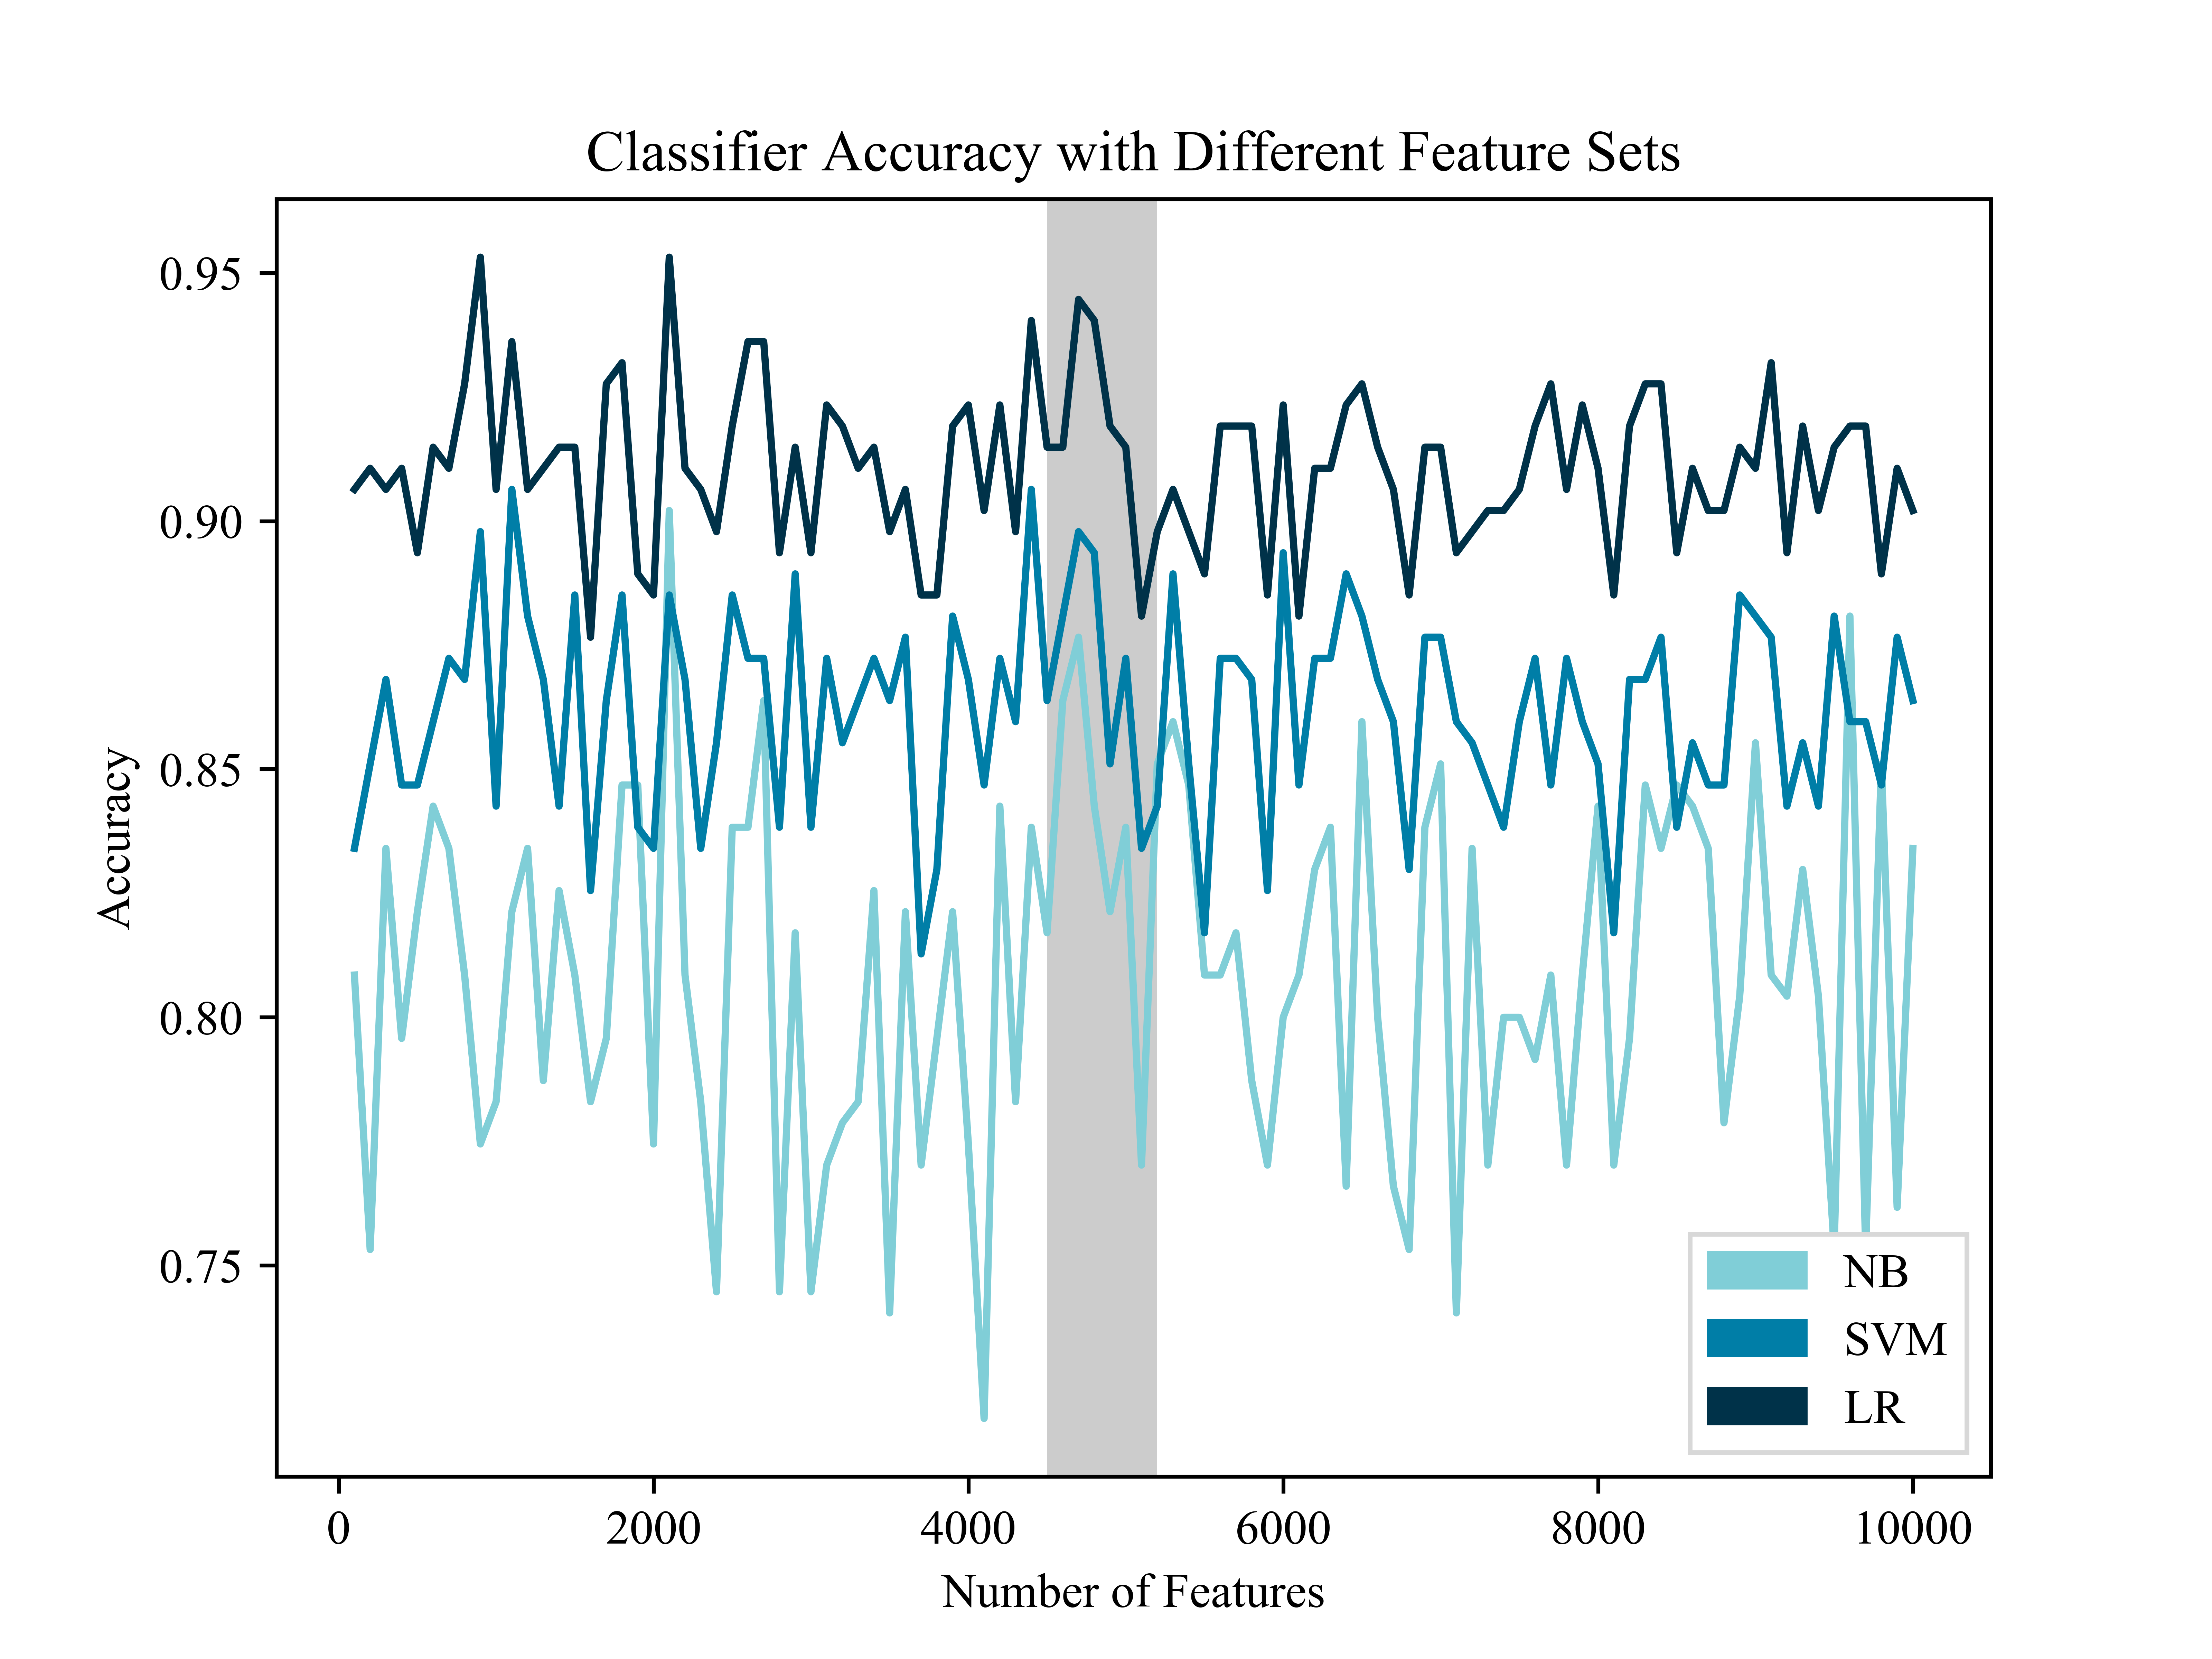 Classifier Accuracy with Different Feature Sets
0.95
0.90
0.85
0.80
0.75
Accuracy
NB
SVM
LR
0 2000 4000 6000 8000 10000
Number of Features